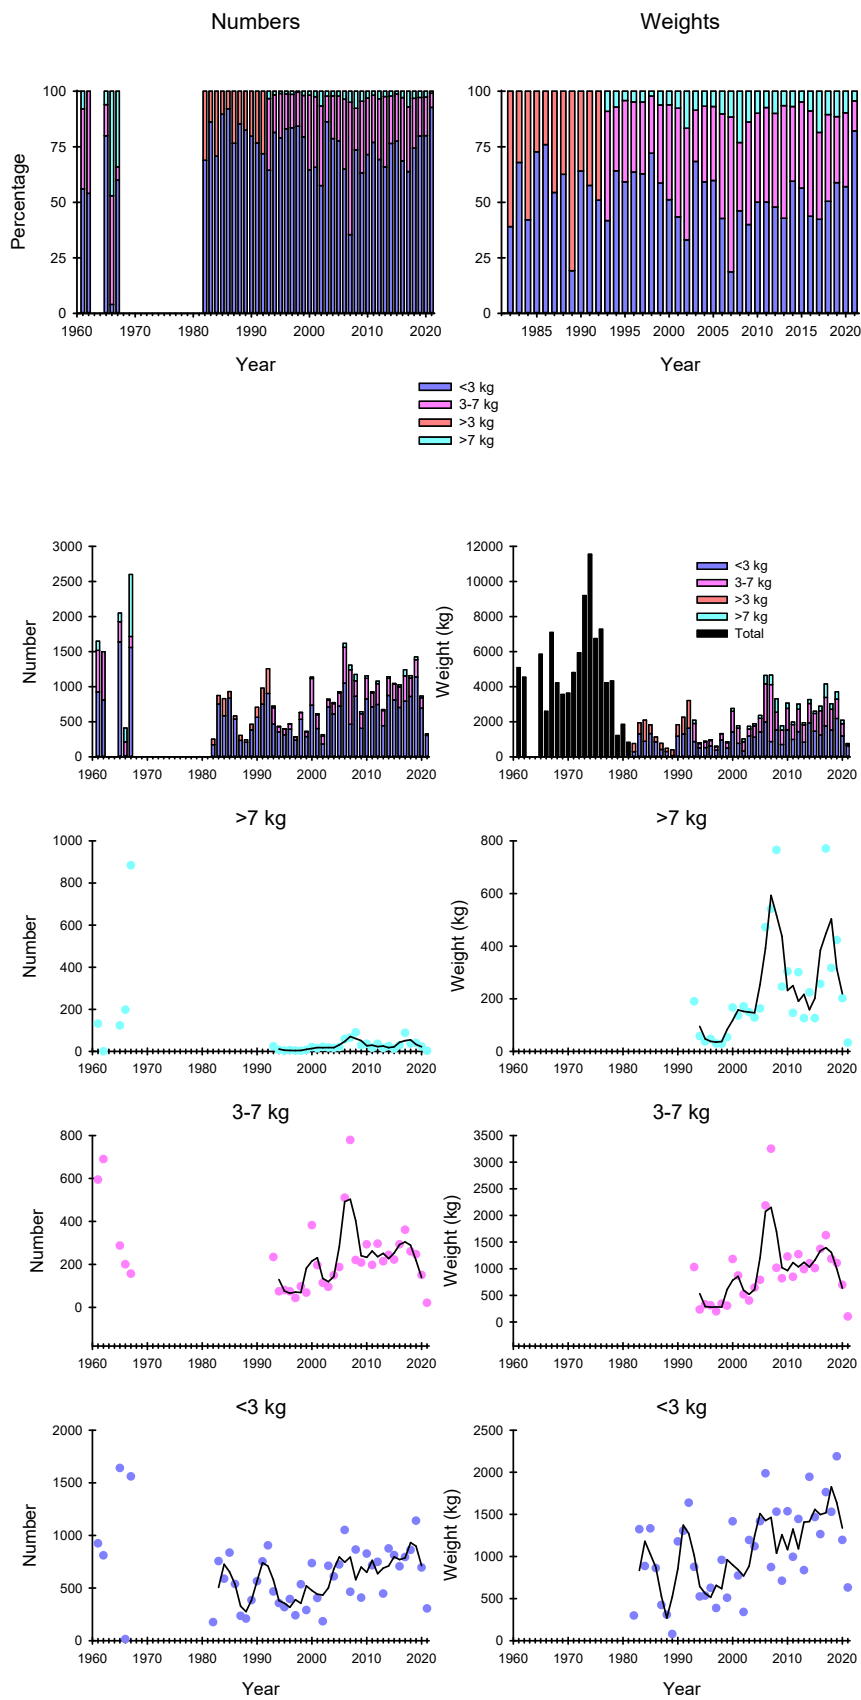 Numbers Weights
100 100
75 75
50 50
25 25
0 0
Percentage
1960 1970 1980 1990 2000 2010 2020 1985 1990 1995 2000 2005 2010 2015 2020
Year Year
<3 kg
3-7 kg
>3 kg
>7 kg
3000 12000
2500 10000
2000 8000
1500 6000
1000 4000
500 2000
0 0
Number Weight (kg)
<3 kg
3-7 kg
>3 kg
>7 kg
Total
1960 1970 1980 1990 2000 2010 2020 1960 1970 1980 1990 2000 2010 2020
>7 kg >7 kg
1000 800
800 600
600 400
400 200
200 0
0
Number Weight (kg)
1960 1970 1980 1990 2000 2010 2020 1960 1970 1980 1990 2000 2010 2020
3-7 kg 3-7 kg
800 3500
600 3000
400 2500
200 2000
0 1500
1000
500
0
Number Weight (kg)
1960 1970 1980 1990 2000 2010 2020 1960 1970 1980 1990 2000 2010 2020
<3 kg <3 kg
2000 2500
1500 2000
1000 1500
500 1000
0 500
0
Number Weight (kg)
1960 1970 1980 1990 2000 2010 2020 1960 1970 1980 1990 2000 2010 2020
Year Year